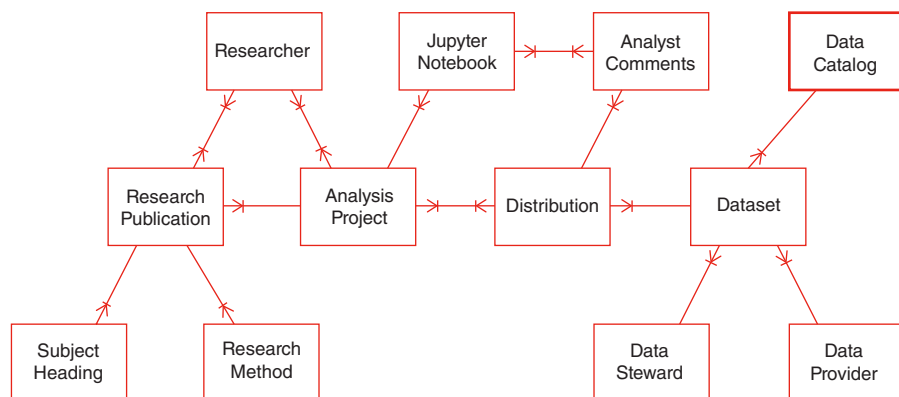 Researcher
Jupyter
Notebook
Analyst
Comments
Data
Catalog
Research
Publication
Analysis
Project
Distribution
Dataset
Subject
Heading
Research
Method
Data
Steward
Data
Provider